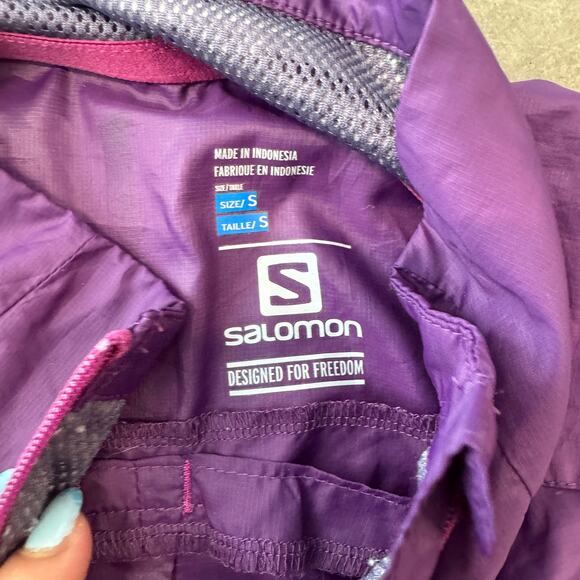 MADE IN INDONESIA
FABRIQUE EN INDONESIE
SIZE/TAILLE
SIZE/ S
TAILLE/ S
S
SALOMON
DESIGNED FOR FREEDOM